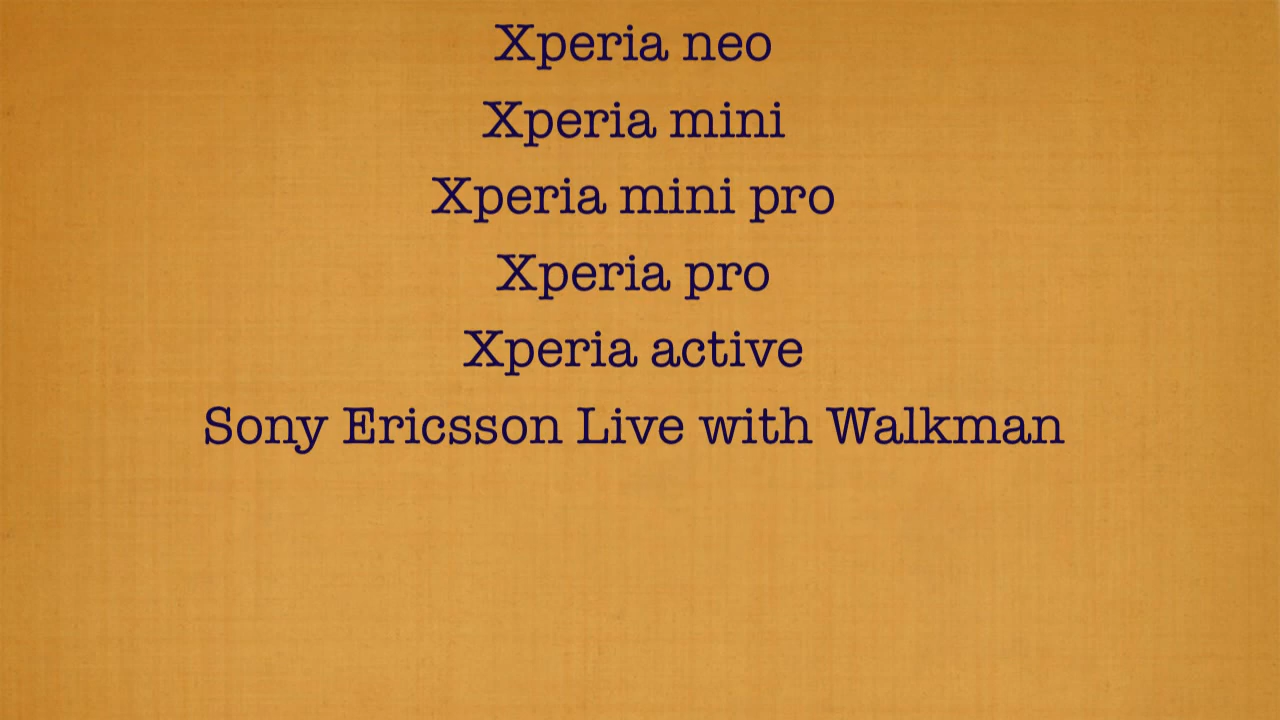 Xperia neo
Xperia mini
Xperia mini pro
Xperia pro
Xperia active
Sony Ericsson Live with Walkman